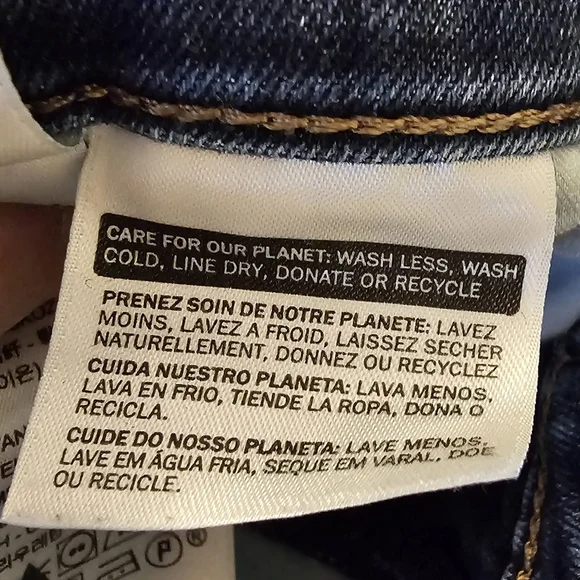 CARE FOR OUR PLANET: WASH LESS, WASH
COLD, LINE DRY, DONATE OR RECYCLE
PRENEZ SOIN DE NOTRE PLANETE: LAVEZ
MOINS, LAVEZ A FROID, LAISSEZ SECHER
NATURELLEMENT, DONNEZ OU RECYCLEZ
CUIDA NUESTRO PLANETA: LAVA MENOS,
LAVA EN FRIO, TIENDE LA ROPA, DONA O
RECICLA.
CUIDE DO NOSSO PLANETA: LAVE MENOS,
LAVE EM ÁGUA FRIA, SEQUE EM VARAL, DOE
OU RECICLE.
P